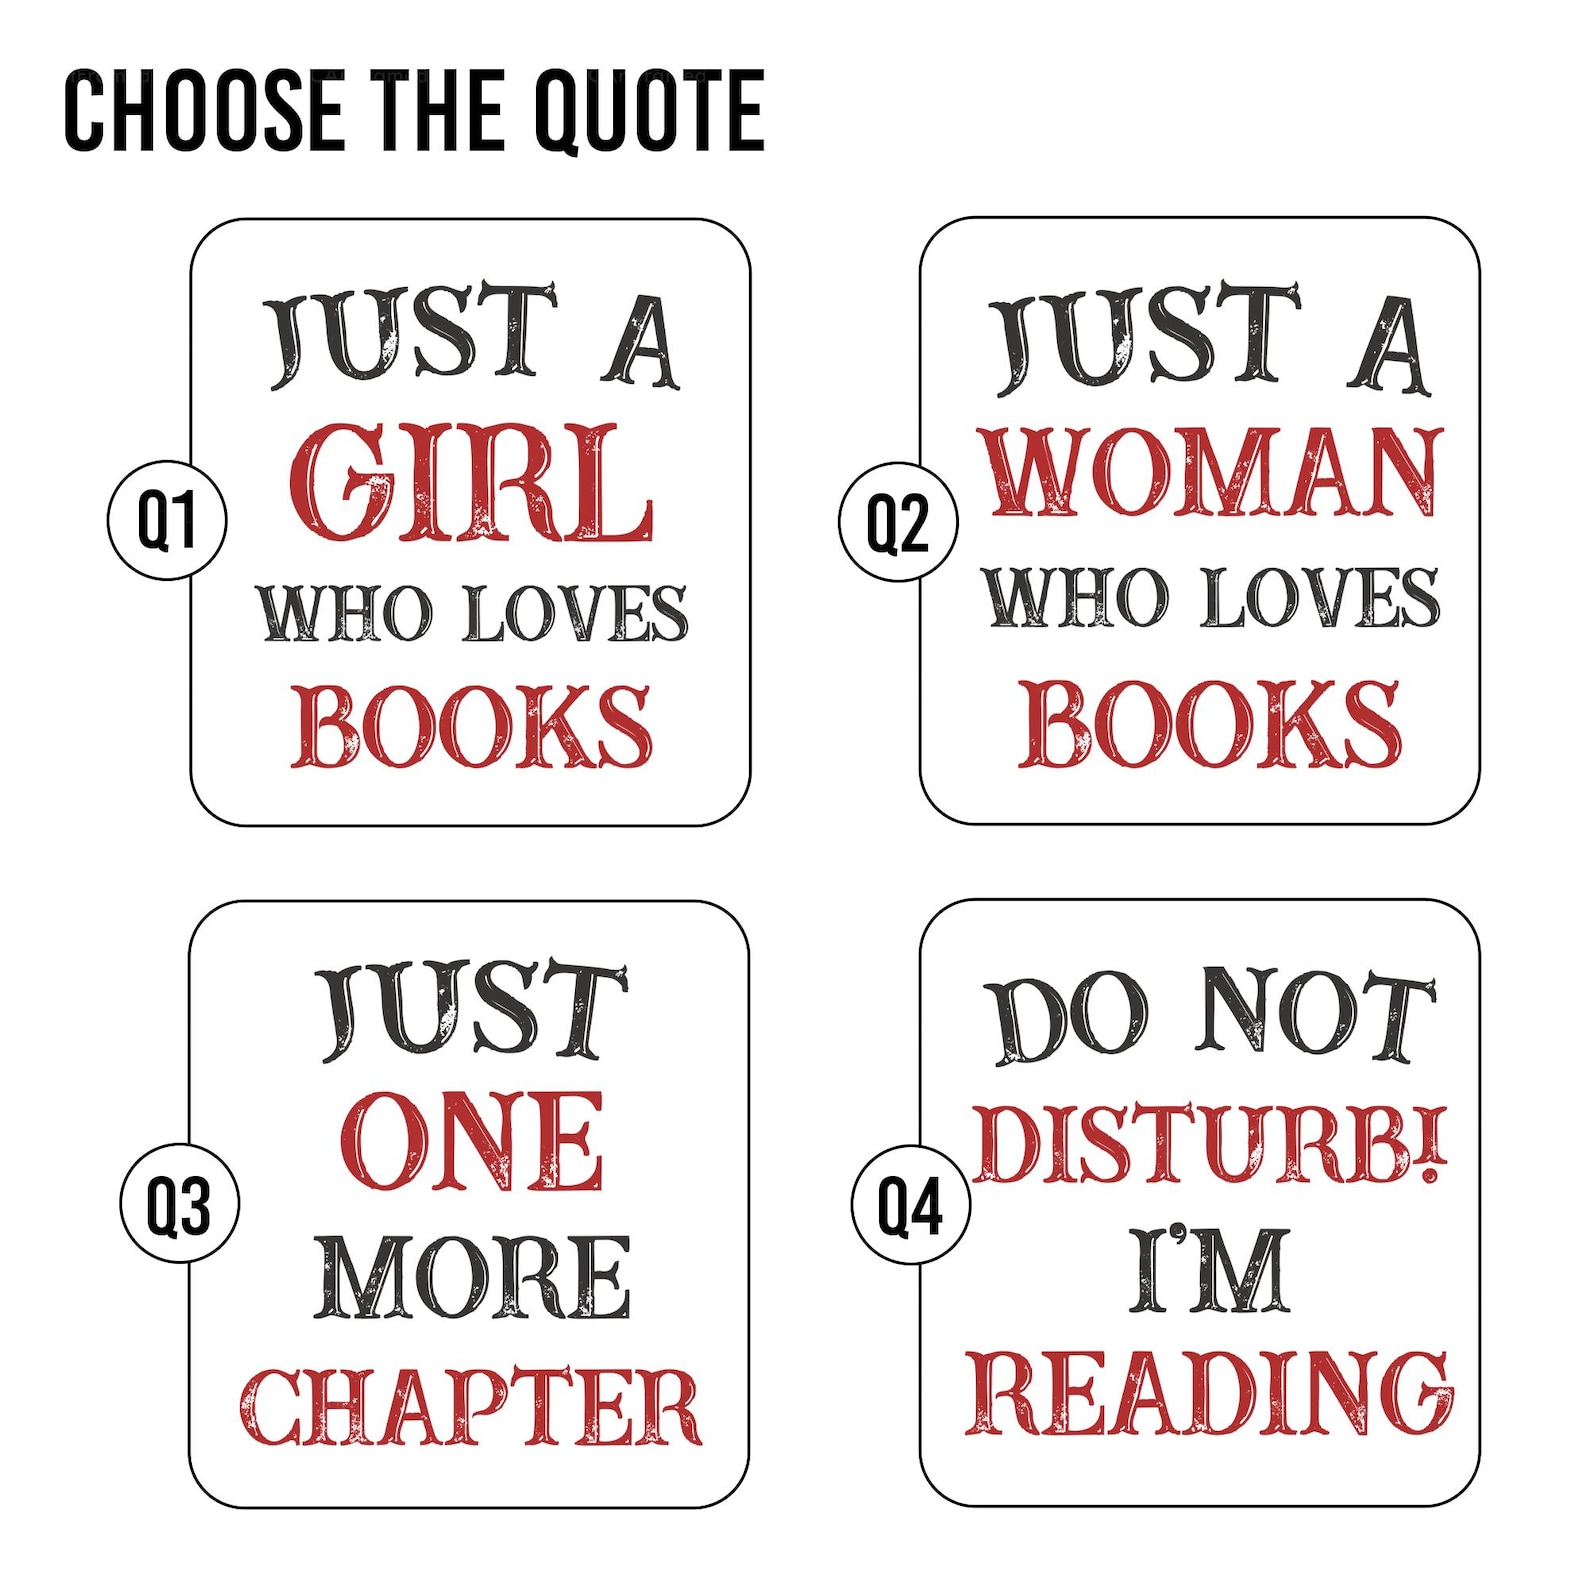 CHOOSE THE QUOTE
Q1
JUST A
GIRL
WHO LOVES
BOOKS
Q2
JUST A
WOMAN
WHO LOVES
BOOKS
Q3
JUST
ONE
MORE
CHAPTER
Q4
DO NOT
DISTURB!
I'M
READING